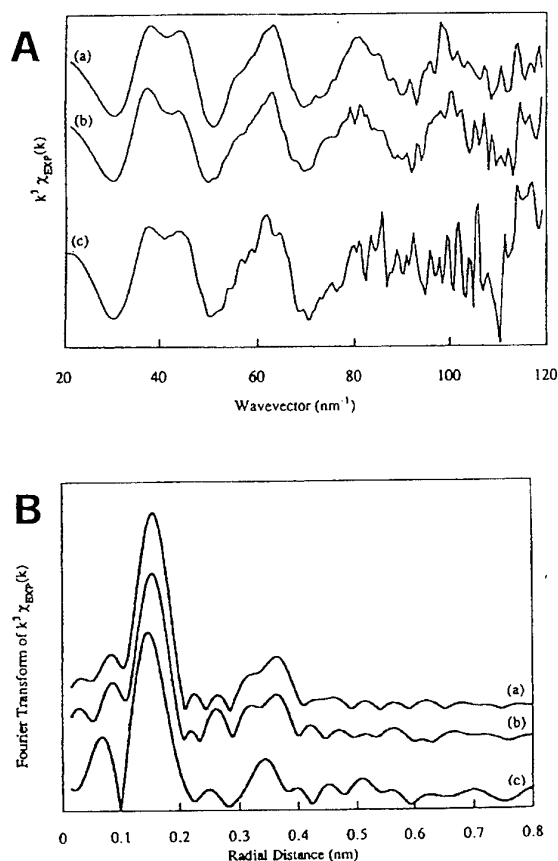 A
(a)
(b)
(c)
k³ χEXP(k)
20 40 60 80 100 120
Wavevector (nm⁻¹)
B
Fourier Transform of k³ χEXP(k)
(a)
(b)
(c)
0 0.1 0.2 0.3 0.4 0.5 0.6 0.7 0.8
Radial Distance (nm)